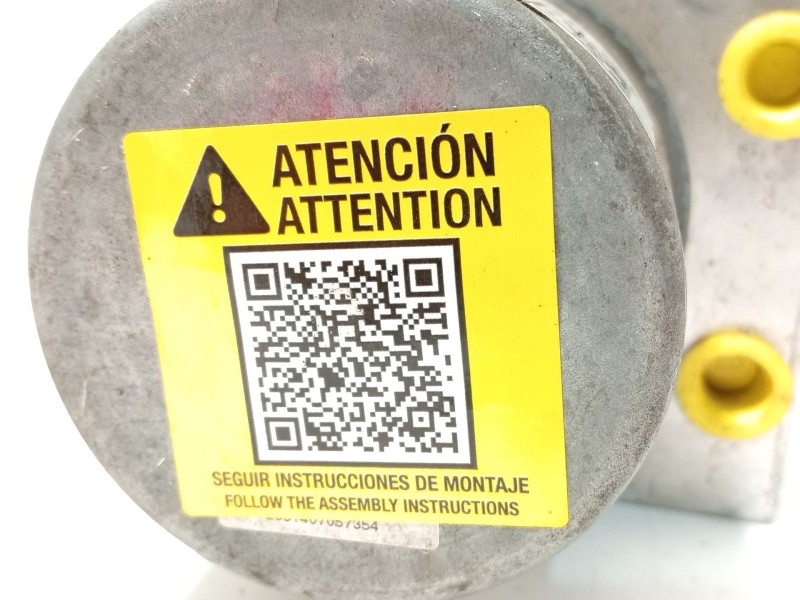 ATENCIÓN
ATTENTION
SEGUIR INSTRUCCIONES DE MONTAJE
FOLLOW THE ASSEMBLY INSTRUCTIONS